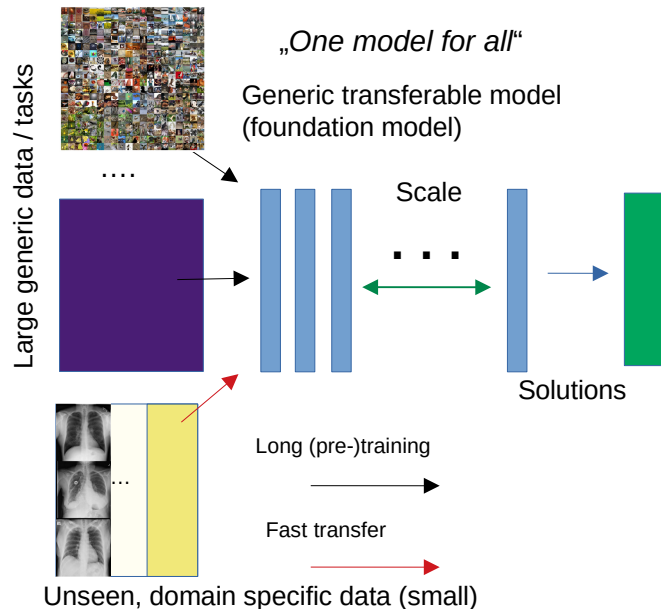 „One model for all“
Generic transferable model
(foundation model)
Large generic data / tasks
....
Scale
. . .
Solutions
...
Long (pre-)training
Fast transfer
Unseen, domain specific data (small)